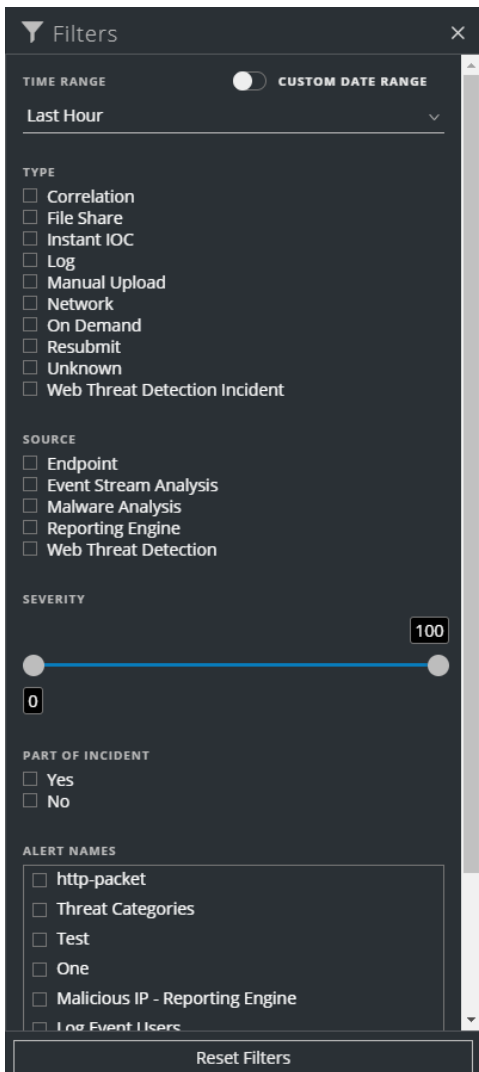 Filters
TIME RANGE CUSTOM DATE RANGE
Last Hour
TYPE
Correlation
File Share
Instant IOC
Log
Manual Upload
Network
On Demand
Resubmit
Unknown
Web Threat Detection Incident
SOURCE
Endpoint
Event Stream Analysis
Malware Analysis
Reporting Engine
Web Threat Detection
SEVERITY
100
0
PART OF INCIDENT
Yes
No
ALERT NAMES
http-packet
Threat Categories
Test
One
Malicious IP - Reporting Engine
Log Event Users
Reset Filters